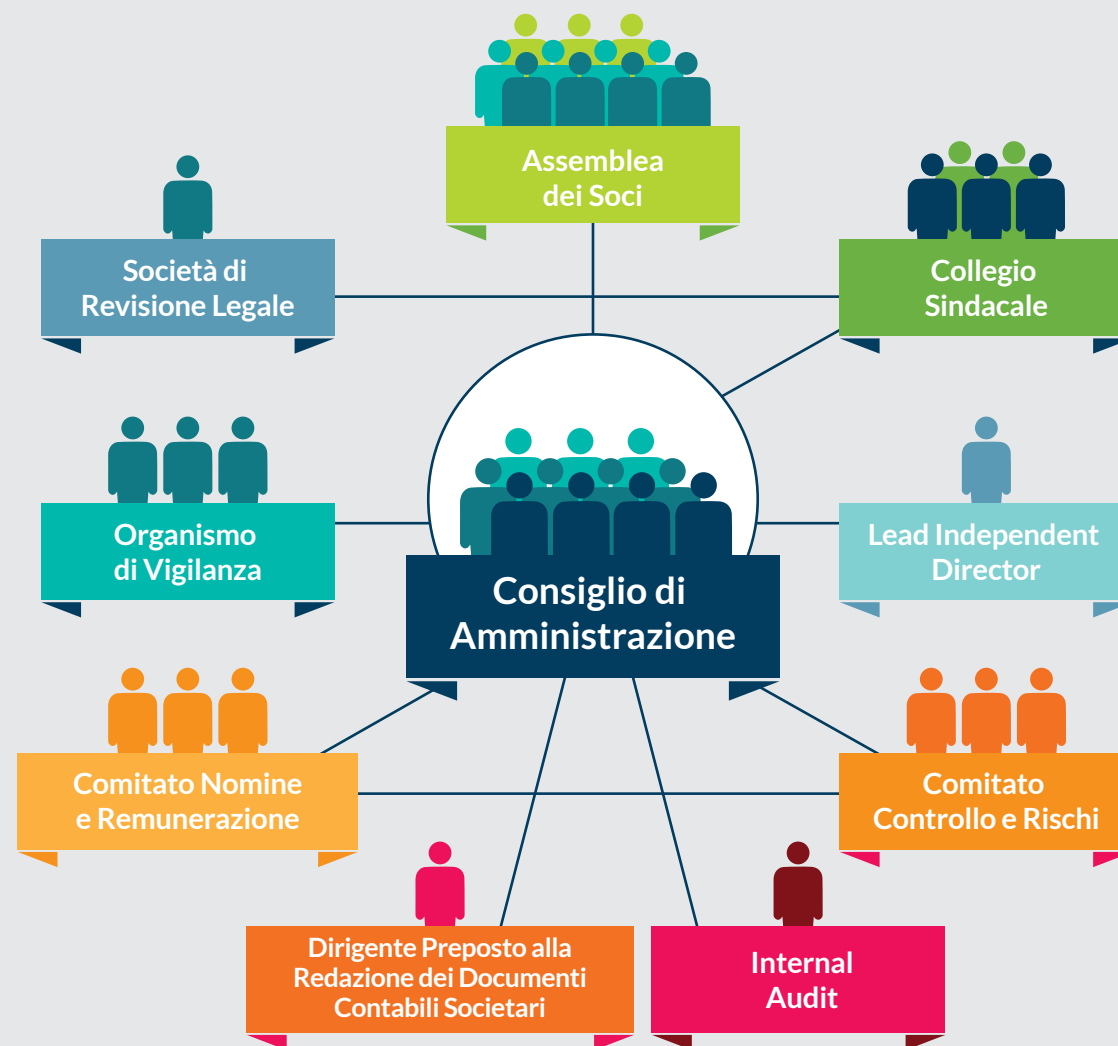 Assemblea
dei Soci
Società di
Revisione Legale
Collegio
Sindacale
Organismo
di Vigilanza
Consiglio di
Amministrazione
Lead Independent
Director
Comitato Nomine
e Remunerazione
Comitato
Controllo e Rischi
Dirigente Preposto alla
Redazione dei Documenti
Contabili Societari
Internal
Audit